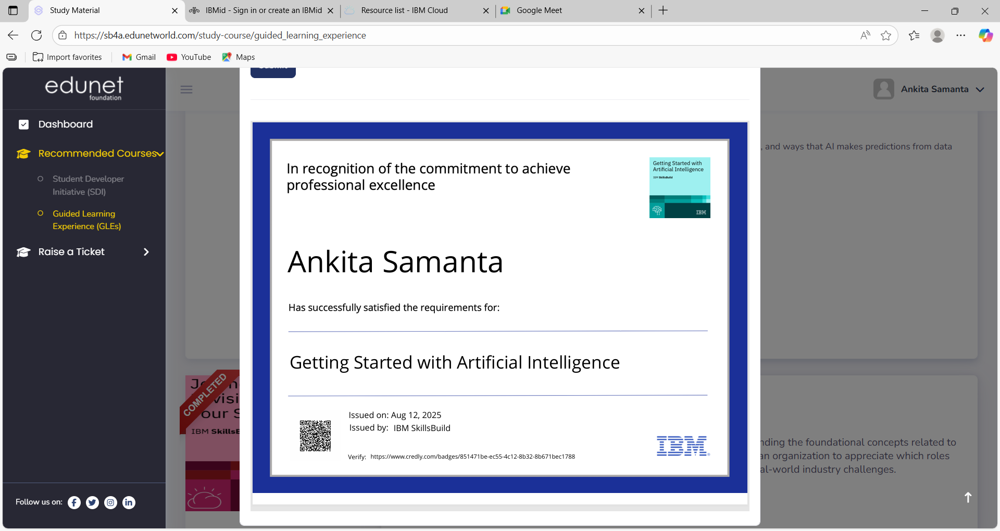 Study Material
IBMid - Sign in or create an IBMid
Resource list - IBM Cloud
Google Meet
https://sb4a.edunetworld.com/study-course/guided_learning_experience
Import favorites
Gmail
YouTube
Maps
edunet
foundation
Ankita Samanta
Dashboard
Recommended Courses
Student Developer
Initiative (SDI)
Guided Learning
Experience (GLEs)
Raise a Ticket
Follow us on:
, and ways that AI makes predictions from data
In recognition of the commitment to achieve
professional excellence
Getting Started with
Artificial Intelligence
IBM SkillsBuild
IBM
Ankita Samanta
Has successfully satisfied the requirements for:
Getting Started with Artificial Intelligence
Issued on: Aug 12, 2025
Issued by: IBM SkillsBuild
Verify: https://www.credly.com/badges/851471be-ec55-4c12-8b32-8b671bec1788
IBM
COMPLETED
our S
IBM SkillsB
nding the foundational concepts related to
an organization to appreciate which roles
al-world industry challenges.